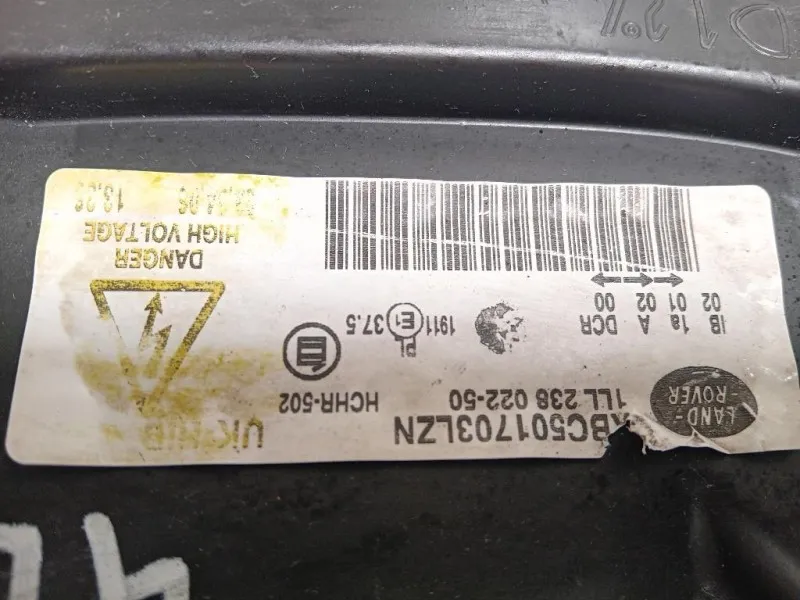 LAND-
ROVER
XBC501703LZN
1LL 238 022-50
HCHR-502
IB 1a A DCR
02 01 02 00
PL
E1
37.5
1911
DANGER
HIGH VOLTAGE